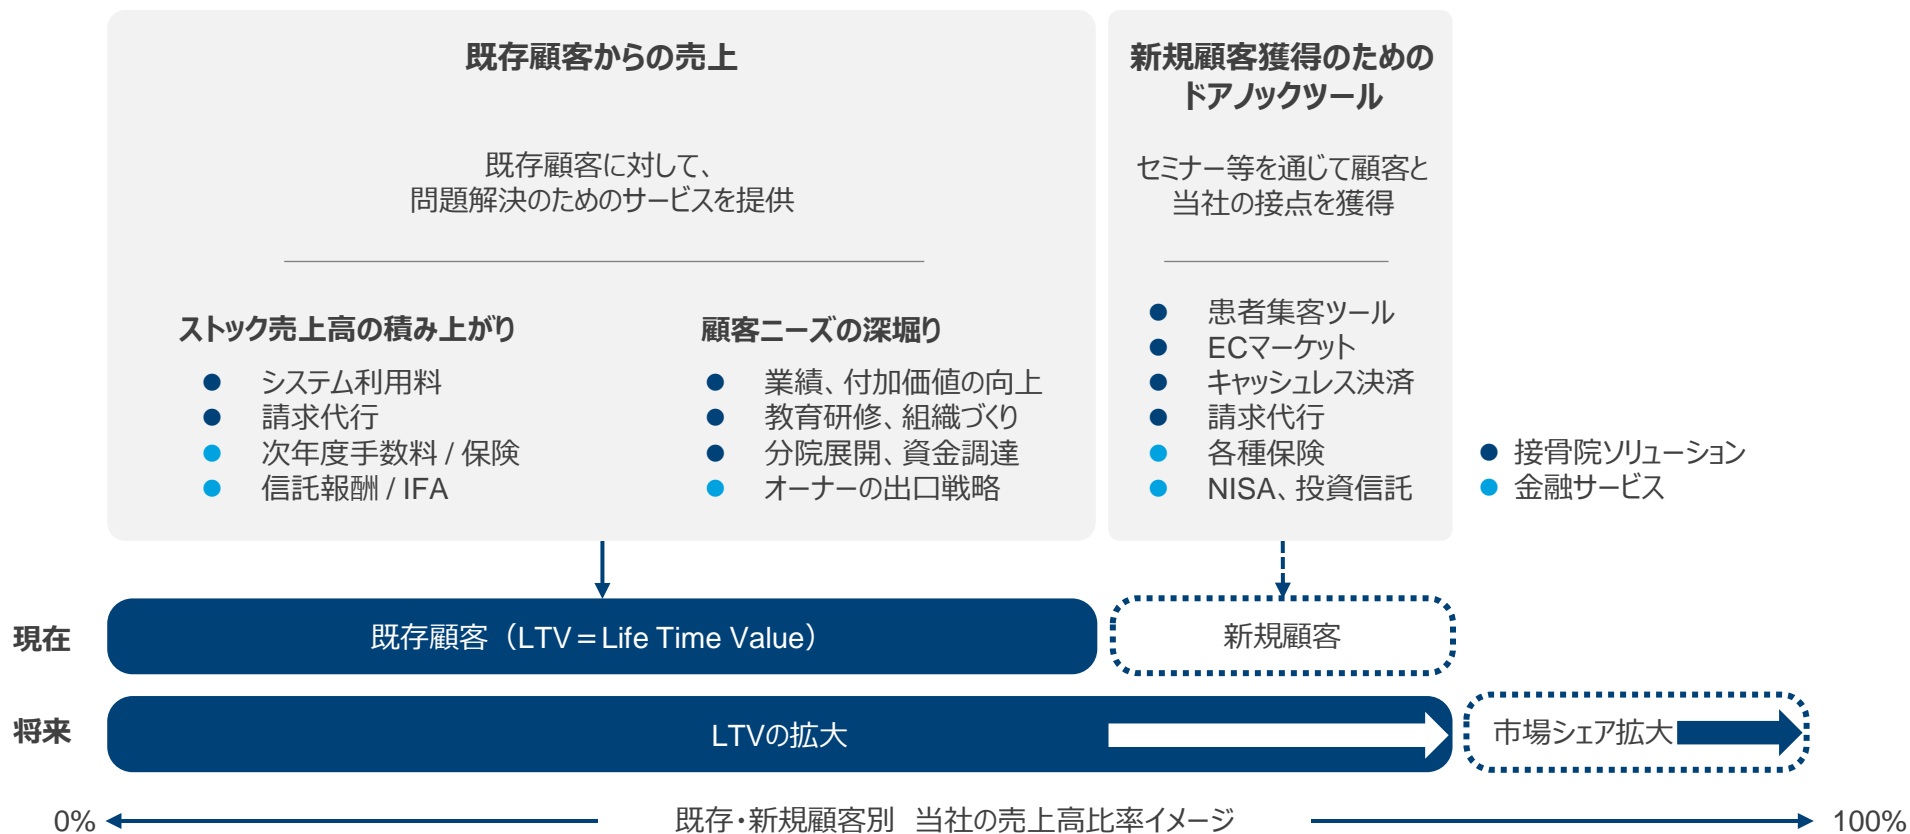 既存顧客からの売上
既存顧客に対して、
問題解決のためのサービスを提供
ストック売上高の積み上がり
システム利用料
請求代行
次年度手数料 / 保険
信託報酬 / IFA
顧客ニーズの深堀り
業績、付加価値の向上
教育研修、組織づくり
分院展開、資金調達
オーナーの出口戦略
新規顧客獲得のための
ドアノックツール
セミナー等を通じて顧客と
当社の接点を獲得
患者集客ツール
ECマーケット
キャッシュレス決済
請求代行
各種保険
NISA、投資信託
接骨院ソリューション
金融サービス
現在
既存顧客（LTV＝Life Time Value）
新規顧客
将来
LTVの拡大
市場シェア拡大
0%
既存・新規顧客別　当社の売上高比率イメージ
100%